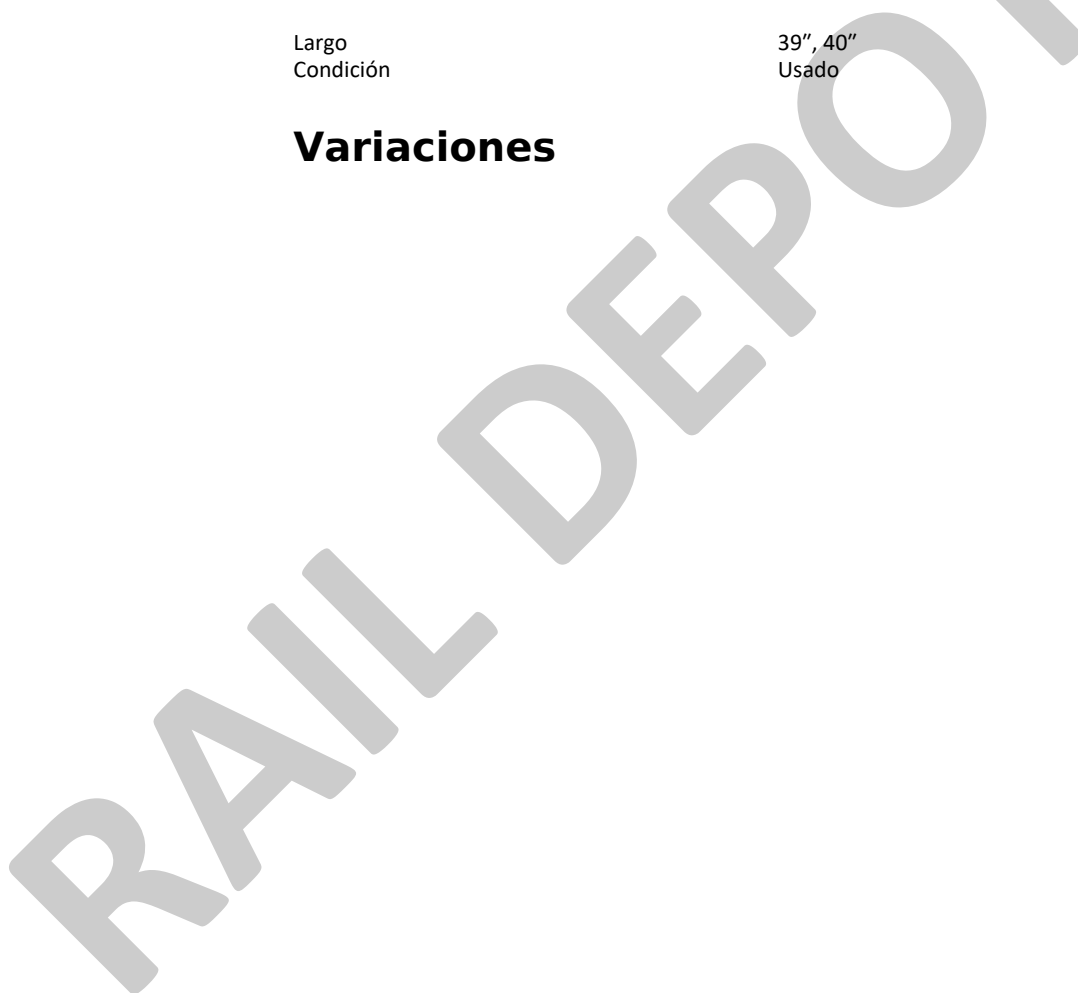 Largo 39″, 40″
Condición Usado
Variaciones
RAIL DEPOT